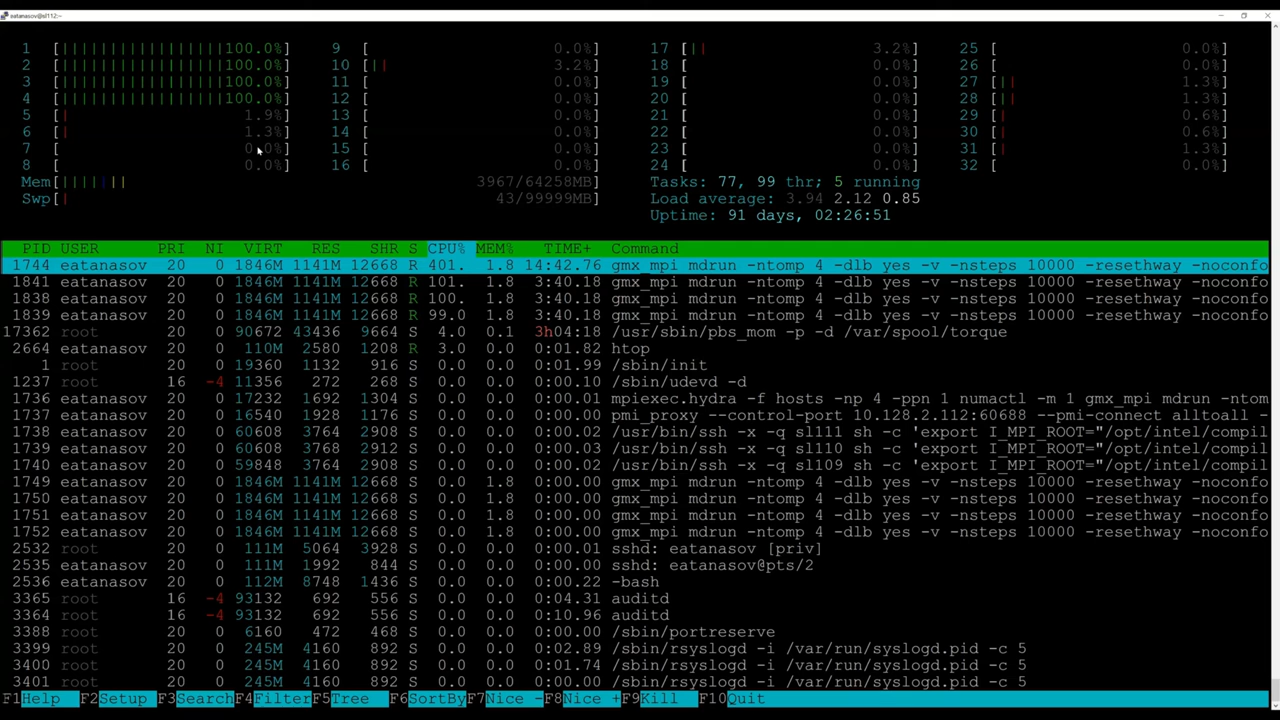 eatanasov@sl112:~
1 [||||||||||||||||||100.0%] 9 [ 0.0%] 17 [|| 3.2%] 25 [ 0.0%]
2 [||||||||||||||||||100.0%] 10 [|| 3.2%] 18 [ 0.0%] 26 [ 0.0%]
3 [||||||||||||||||||100.0%] 11 [ 0.0%] 19 [ 0.0%] 27 [|| 1.3%]
4 [||||||||||||||||||100.0%] 12 [ 0.0%] 20 [ 0.0%] 28 [|| 1.3%]
5 [| 1.9%] 13 [ 0.0%] 21 [ 0.0%] 29 [| 0.6%]
6 [| 1.3%] 14 [ 0.0%] 22 [ 0.0%] 30 [| 0.6%]
7 [ 0.0%] 15 [ 0.0%] 23 [ 0.0%] 31 [| 1.3%]
8 [ 0.0%] 16 [ 0.0%] 24 [ 0.0%] 32 [ 0.0%]
Mem[||||||| 3967/64258MB] Tasks: 77, 99 thr; 5 running
Swp[| 43/99999MB] Load average: 3.94 2.12 0.85
Uptime: 91 days, 02:26:51
PID USER PRI NI VIRT RES SHR S CPU% MEM% TIME+ Command
1744 eatanasov 20 0 1846M 1141M 12668 R 401. 1.8 14:42.76 gmx_mpi mdrun -ntomp 4 -dlb yes -v -nsteps 10000 -resethway -noconfo
1841 eatanasov 20 0 1846M 1141M 12668 R 101. 1.8 3:40.18 gmx_mpi mdrun -ntomp 4 -dlb yes -v -nsteps 10000 -resethway -noconfo
1838 eatanasov 20 0 1846M 1141M 12668 R 100. 1.8 3:40.18 gmx_mpi mdrun -ntomp 4 -dlb yes -v -nsteps 10000 -resethway -noconfo
1839 eatanasov 20 0 1846M 1141M 12668 R 99.0 1.8 3:40.18 gmx_mpi mdrun -ntomp 4 -dlb yes -v -nsteps 10000 -resethway -noconfo
17362 root 20 0 90672 43436 9664 S 4.0 0.1 3h04:18 /usr/sbin/pbs_mom -p -d /var/spool/torque
2664 eatanasov 20 0 110M 2580 1208 R 3.0 0.0 0:01.82 htop
1 root 20 0 19360 1132 916 S 0.0 0.0 0:01.99 /sbin/init
1237 root 16 -4 11356 272 268 S 0.0 0.0 0:00.10 /sbin/udevd -d
1736 eatanasov 20 0 17232 1692 1304 S 0.0 0.0 0:00.00 mpiexec.hydra -f hosts -np 4 -ppn 1 numactl -m 1 gmx_mpi mdrun -ntom
1737 eatanasov 20 0 16540 1928 1176 S 0.0 0.0 0:00.00 pmi_proxy --control-port 10.128.2.112:60688 --pmi-connect alltoall -
1738 eatanasov 20 0 60608 3764 2908 S 0.0 0.0 0:00.02 /usr/bin/ssh -x -q sl111 sh -c 'export I_MPI_ROOT="/opt/intel/compil
1739 eatanasov 20 0 60608 3768 2912 S 0.0 0.0 0:00.03 /usr/bin/ssh -x -q sl110 sh -c 'export I_MPI_ROOT="/opt/intel/compil
1740 eatanasov 20 0 59848 3764 2908 S 0.0 0.0 0:00.02 /usr/bin/ssh -x -q sl109 sh -c 'export I_MPI_ROOT="/opt/intel/compil
1749 eatanasov 20 0 1846M 1141M 12668 S 0.0 1.8 0:00.00 gmx_mpi mdrun -ntomp 4 -dlb yes -v -nsteps 10000 -resethway -noconfo
1750 eatanasov 20 0 1846M 1141M 12668 S 0.0 1.8 0:00.00 gmx_mpi mdrun -ntomp 4 -dlb yes -v -nsteps 10000 -resethway -noconfo
1751 eatanasov 20 0 1846M 1141M 12668 S 0.0 1.8 0:00.00 gmx_mpi mdrun -ntomp 4 -dlb yes -v -nsteps 10000 -resethway -noconfo
1752 eatanasov 20 0 1846M 1141M 12668 S 0.0 1.8 0:00.00 gmx_mpi mdrun -ntomp 4 -dlb yes -v -nsteps 10000 -resethway -noconfo
2532 root 20 0 111M 5064 3928 S 0.0 0.0 0:00.01 sshd: eatanasov [priv]
2535 eatanasov 20 0 111M 1992 844 S 0.0 0.0 0:00.00 sshd: eatanasov@pts/2
2536 eatanasov 20 0 112M 8748 1436 S 0.0 0.0 0:00.22 -bash
3365 root 16 -4 93132 692 556 S 0.0 0.0 0:04.31 auditd
3364 root 16 -4 93132 692 556 S 0.0 0.0 0:10.96 auditd
3388 root 20 0 6160 472 468 S 0.0 0.0 0:00.00 /sbin/portreserve
3399 root 20 0 245M 4160 892 S 0.0 0.0 0:02.89 /sbin/rsyslogd -i /var/run/syslogd.pid -c 5
3400 root 20 0 245M 4160 892 S 0.0 0.0 0:01.74 /sbin/rsyslogd -i /var/run/syslogd.pid -c 5
3401 root 20 0 245M 4160 892 S 0.0 0.0 0:00.00 /sbin/rsyslogd -i /var/run/syslogd.pid -c 5
F1Help F2Setup F3SearchF4FilterF5Tree F6SortByF7Nice -F8Nice +F9Kill F10Quit